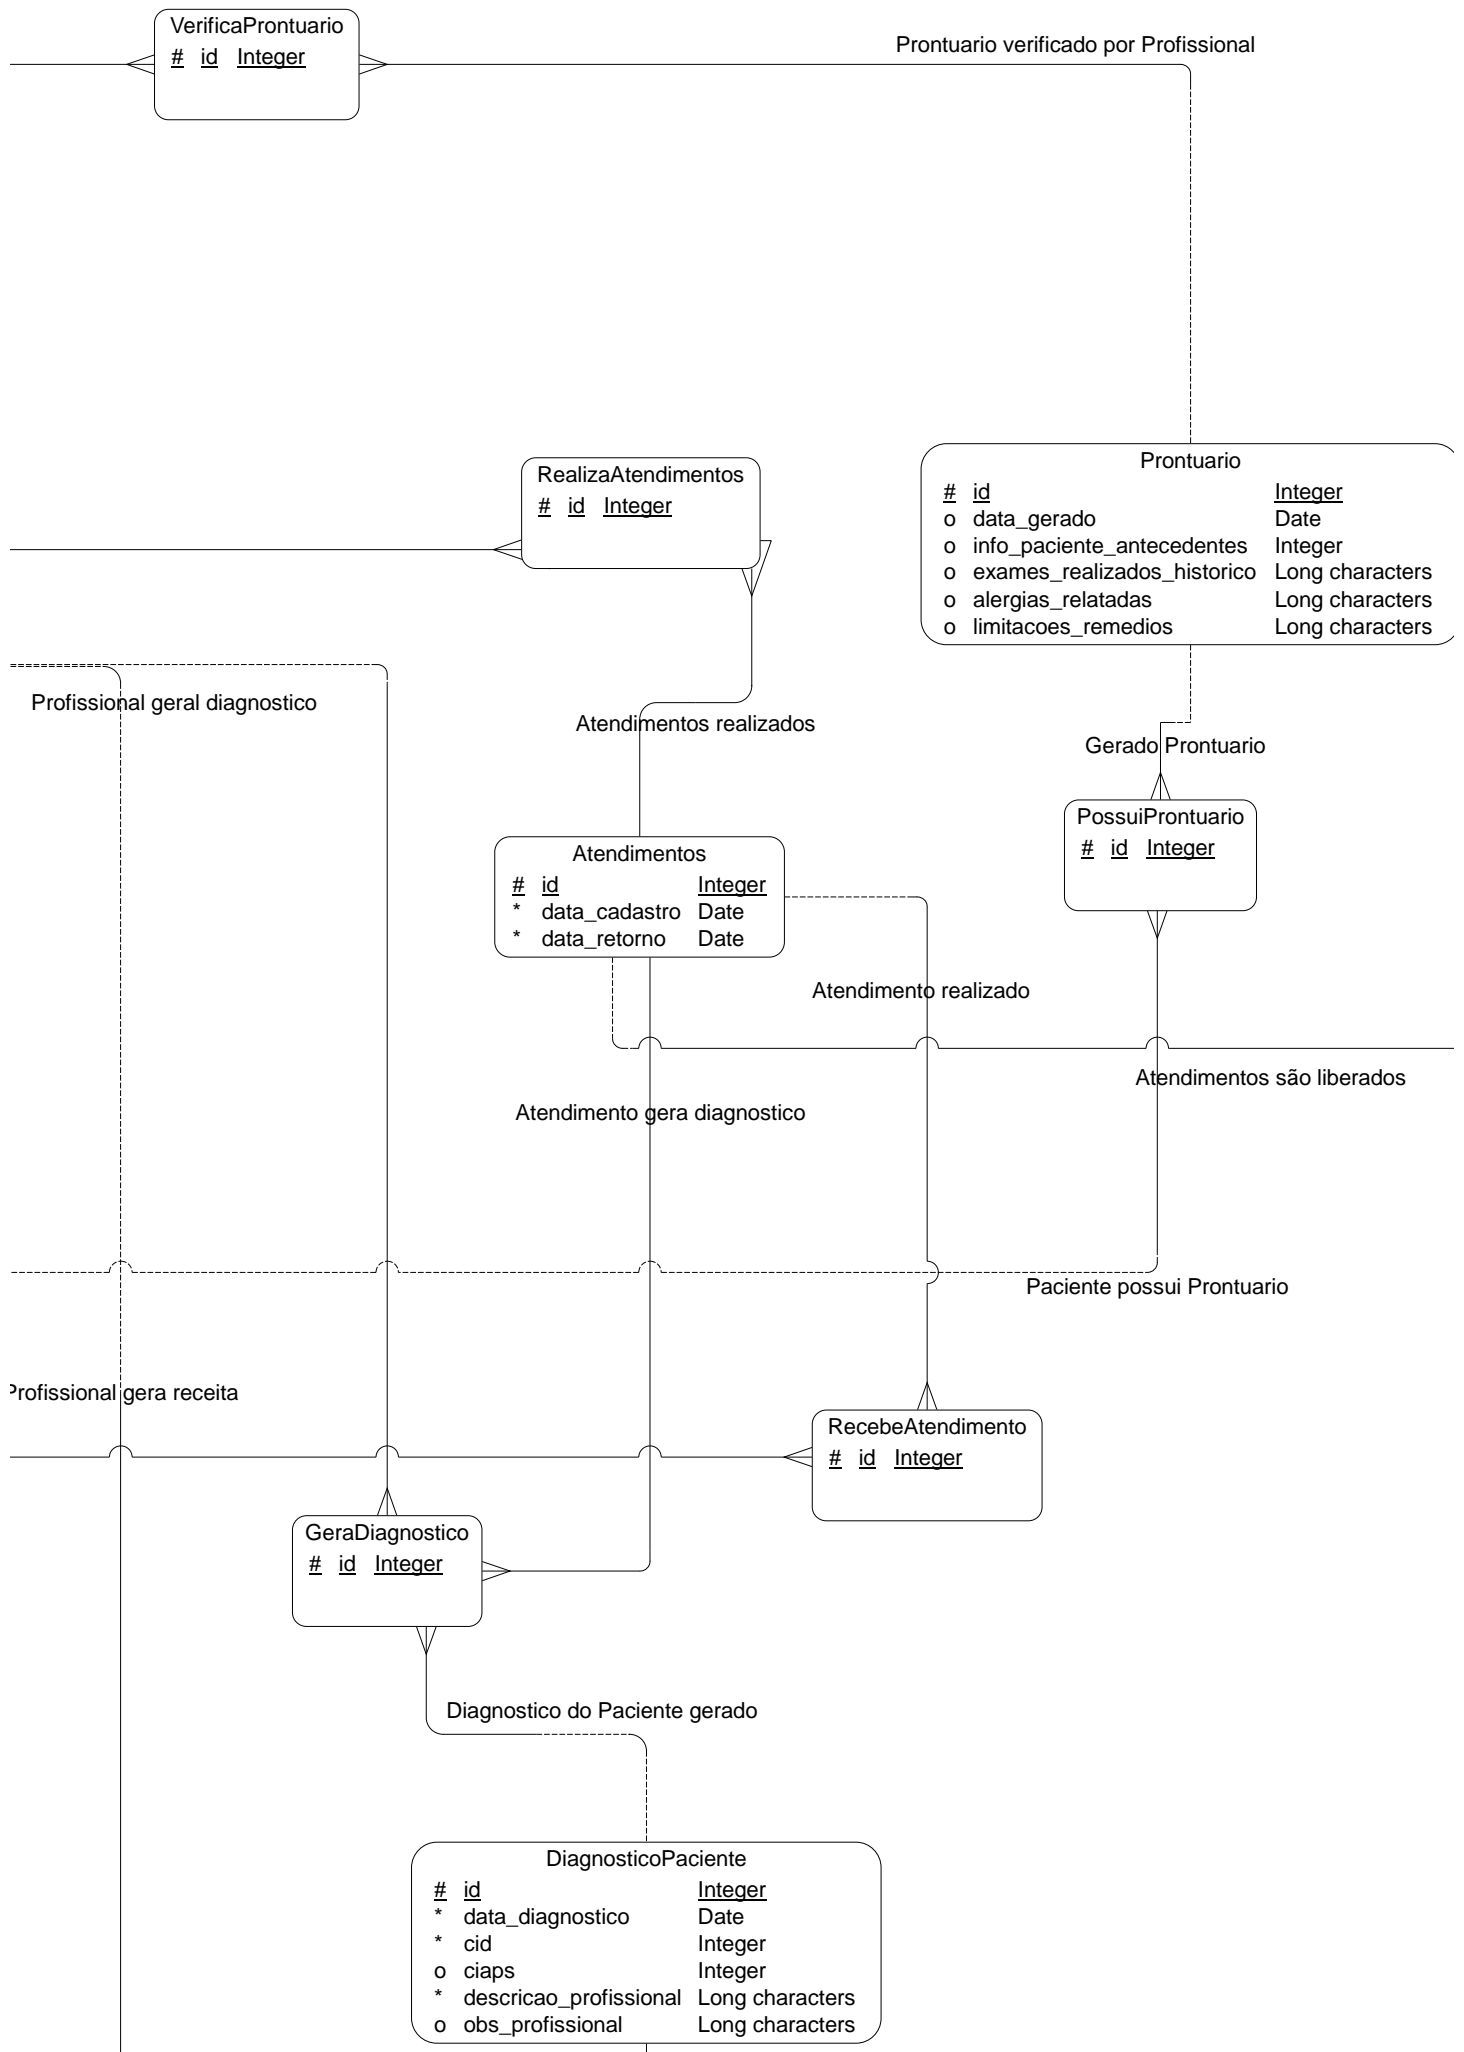 VerificaProntuario
# id Integer
Prontuario verificado por Profissional
RealizaAtendimentos
# id Integer
Prontuario
# id Integer
o data_gerado Date
o info_paciente_antecedentes Integer
o exames_realizados_historico Long characters
o alergias_relatadas Long characters
o limitacoes_remedios Long characters
Profissional geral diagnostico
Atendimentos realizados
Gerado Prontuario
PossuiProntuario
# id Integer
Atendimentos
# id Integer
* data_cadastro Date
* data_retorno Date
Atendimento realizado
Atendimentos são liberados
Atendimento gera diagnostico
Paciente possui Prontuario
Profissional gera receita
RecebeAtendimento
# id Integer
GeraDiagnostico
# id Integer
Diagnostico do Paciente gerado
DiagnosticoPaciente
# id Integer
* data_diagnostico Date
* cid Integer
o ciaps Integer
* descricao_profissional Long characters
o obs_profissional Long characters